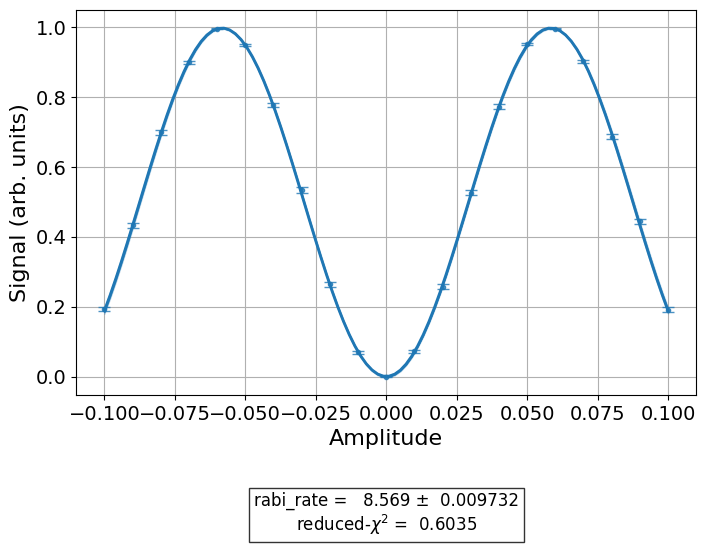 1.0
0.8
0.6
0.4
0.2
0.0
Signal (arb. units)
−0.100 −0.075 −0.050 −0.025 0.000 0.025 0.050 0.075 0.100
Amplitude
rabi_rate = 8.569 ± 0.009732
reduced-χ² = 0.6035